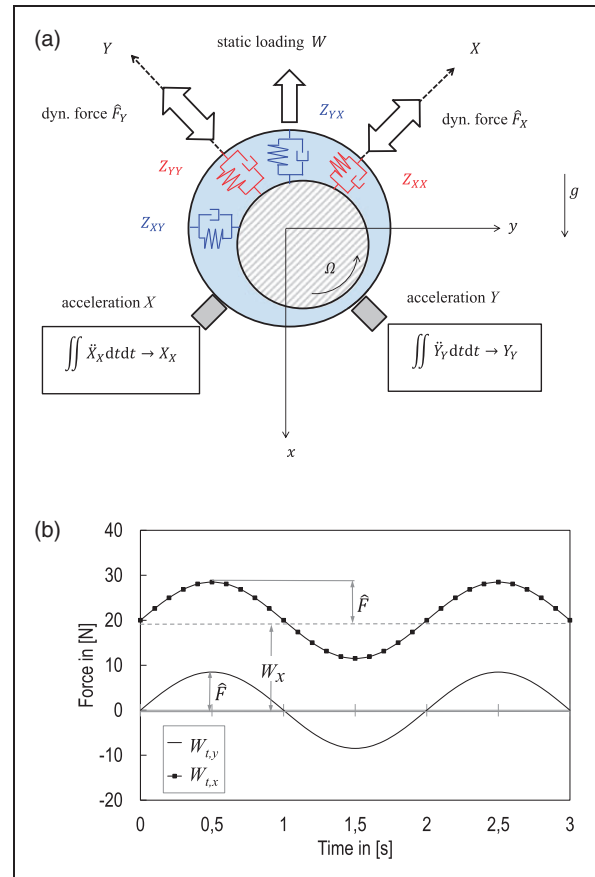 (a)
Y
static loading W
X
dyn. force F̂_Y
Z_YX
dyn. force F̂_X
Z_YY
Z_XX
g
Z_XY
y
Ω
acceleration X
acceleration Y
∬ Ẍ_X dtdt → X_X
∬ Ÿ_Y dtdt → Y_Y
x
(b)
40
30
F̂
20
Force in [N]
10
W_x
F̂
0
W_t,y
-10
W_t,x
-20
0 0,5 1 1,5 2 2,5 3
Time in [s]